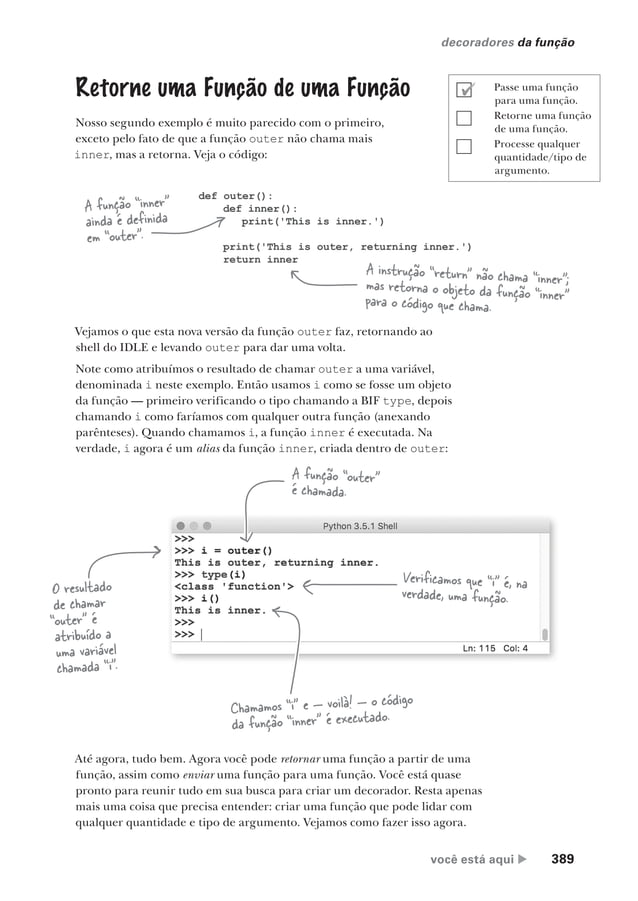 decoradores da função
Retorne uma Função de uma Função
Nosso segundo exemplo é muito parecido com o primeiro,
exceto pelo fato de que a função outer não chama mais
inner, mas a retorna. Veja o código:
Passe uma função
para uma função.
Retorne uma função
de uma função.
Processe qualquer
quantidade/tipo de
argumento.
A função "inner"
ainda é definida
em "outer".
def outer():
def inner():
print('This is inner.')
print('This is outer, returning inner.')
return inner
A instrução "return" não chama "inner";
mas retorna o objeto da função "inner"
para o código que chama.
Vejamos o que esta nova versão da função outer faz, retornando ao
shell do IDLE e levando outer para dar uma volta.
Note como atribuímos o resultado de chamar outer a uma variável,
denominada i neste exemplo. Então usamos i como se fosse um objeto
da função — primeiro verificando o tipo chamando a BIF type, depois
chamando i como faríamos com qualquer outra função (anexando
parênteses). Quando chamamos i, a função inner é executada. Na
verdade, i agora é um alias da função inner, criada dentro de outer:
A função "outer"
é chamada.
Python 3.5.1 Shell
>>>
>>> i = outer()
This is outer, returning inner.
>>> type(i)
<class 'function'>
>>> i()
This is inner.
>>>
>>>
Ln: 115 Col: 4
O resultado
de chamar
"outer" é
atribuído a
uma variável
chamada "i".
Verificamos que "i" é, na
verdade, uma função.
Chamamos "i" e — voilà! — o código
da função "inner" é executado.
Até agora, tudo bem. Agora você pode retornar uma função a partir de uma
função, assim como enviar uma função para uma função. Você está quase
pronto para reunir tudo em sua busca para criar um decorador. Resta apenas
mais uma coisa que precisa entender: criar uma função que pode lidar com
qualquer quantidade e tipo de argumento. Vejamos como fazer isso agora.
você está aqui ▶ 389